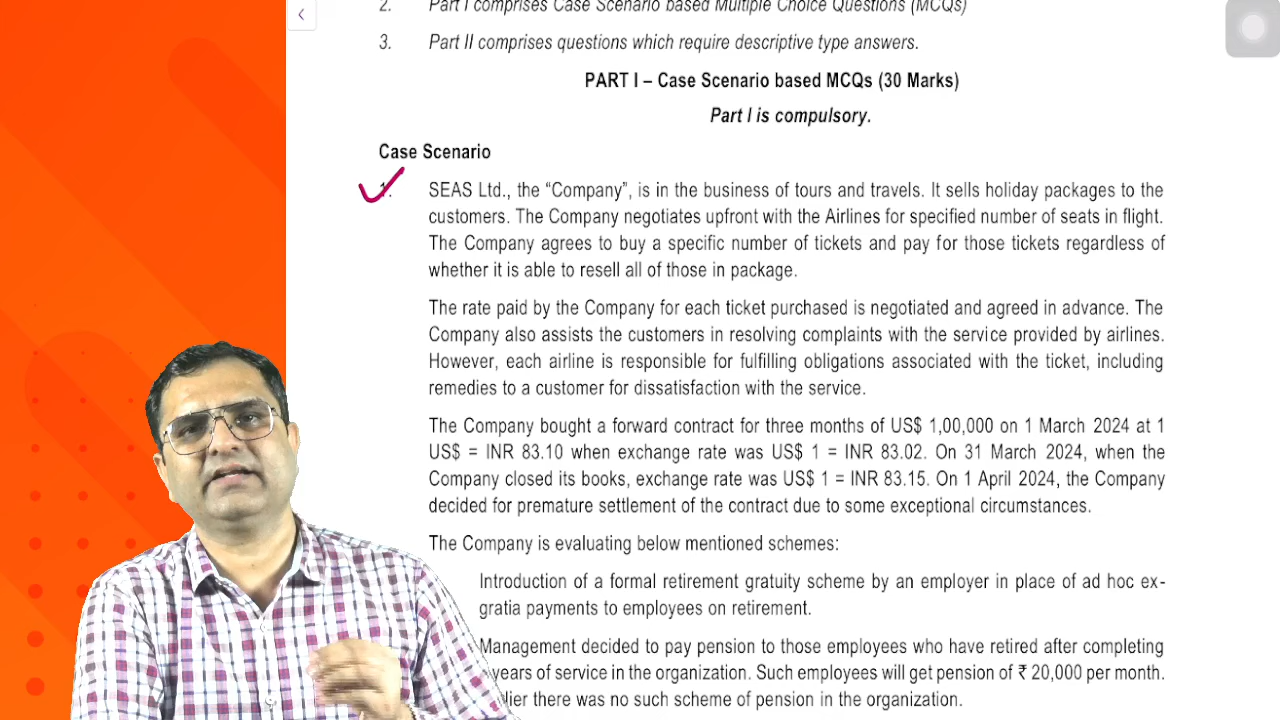 2. Part I comprises Case Scenario based Multiple Choice Questions (MCQs)
3. Part II comprises questions which require descriptive type answers.
PART I – Case Scenario based MCQs (30 Marks)
Part I is compulsory.
Case Scenario
1. SEAS Ltd., the “Company”, is in the business of tours and travels. It sells holiday packages to the
customers. The Company negotiates upfront with the Airlines for specified number of seats in flight.
The Company agrees to buy a specific number of tickets and pay for those tickets regardless of
whether it is able to resell all of those in package.
The rate paid by the Company for each ticket purchased is negotiated and agreed in advance. The
Company also assists the customers in resolving complaints with the service provided by airlines.
However, each airline is responsible for fulfilling obligations associated with the ticket, including
remedies to a customer for dissatisfaction with the service.
The Company bought a forward contract for three months of US$ 1,00,000 on 1 March 2024 at 1
US$ = INR 83.10 when exchange rate was US$ 1 = INR 83.02. On 31 March 2024, when the
Company closed its books, exchange rate was US$ 1 = INR 83.15. On 1 April 2024, the Company
decided for premature settlement of the contract due to some exceptional circumstances.
The Company is evaluating below mentioned schemes:
Introduction of a formal retirement gratuity scheme by an employer in place of ad hoc ex-
gratia payments to employees on retirement.
Management decided to pay pension to those employees who have retired after completing
years of service in the organization. Such employees will get pension of ₹ 20,000 per month.
there was no such scheme of pension in the organization.